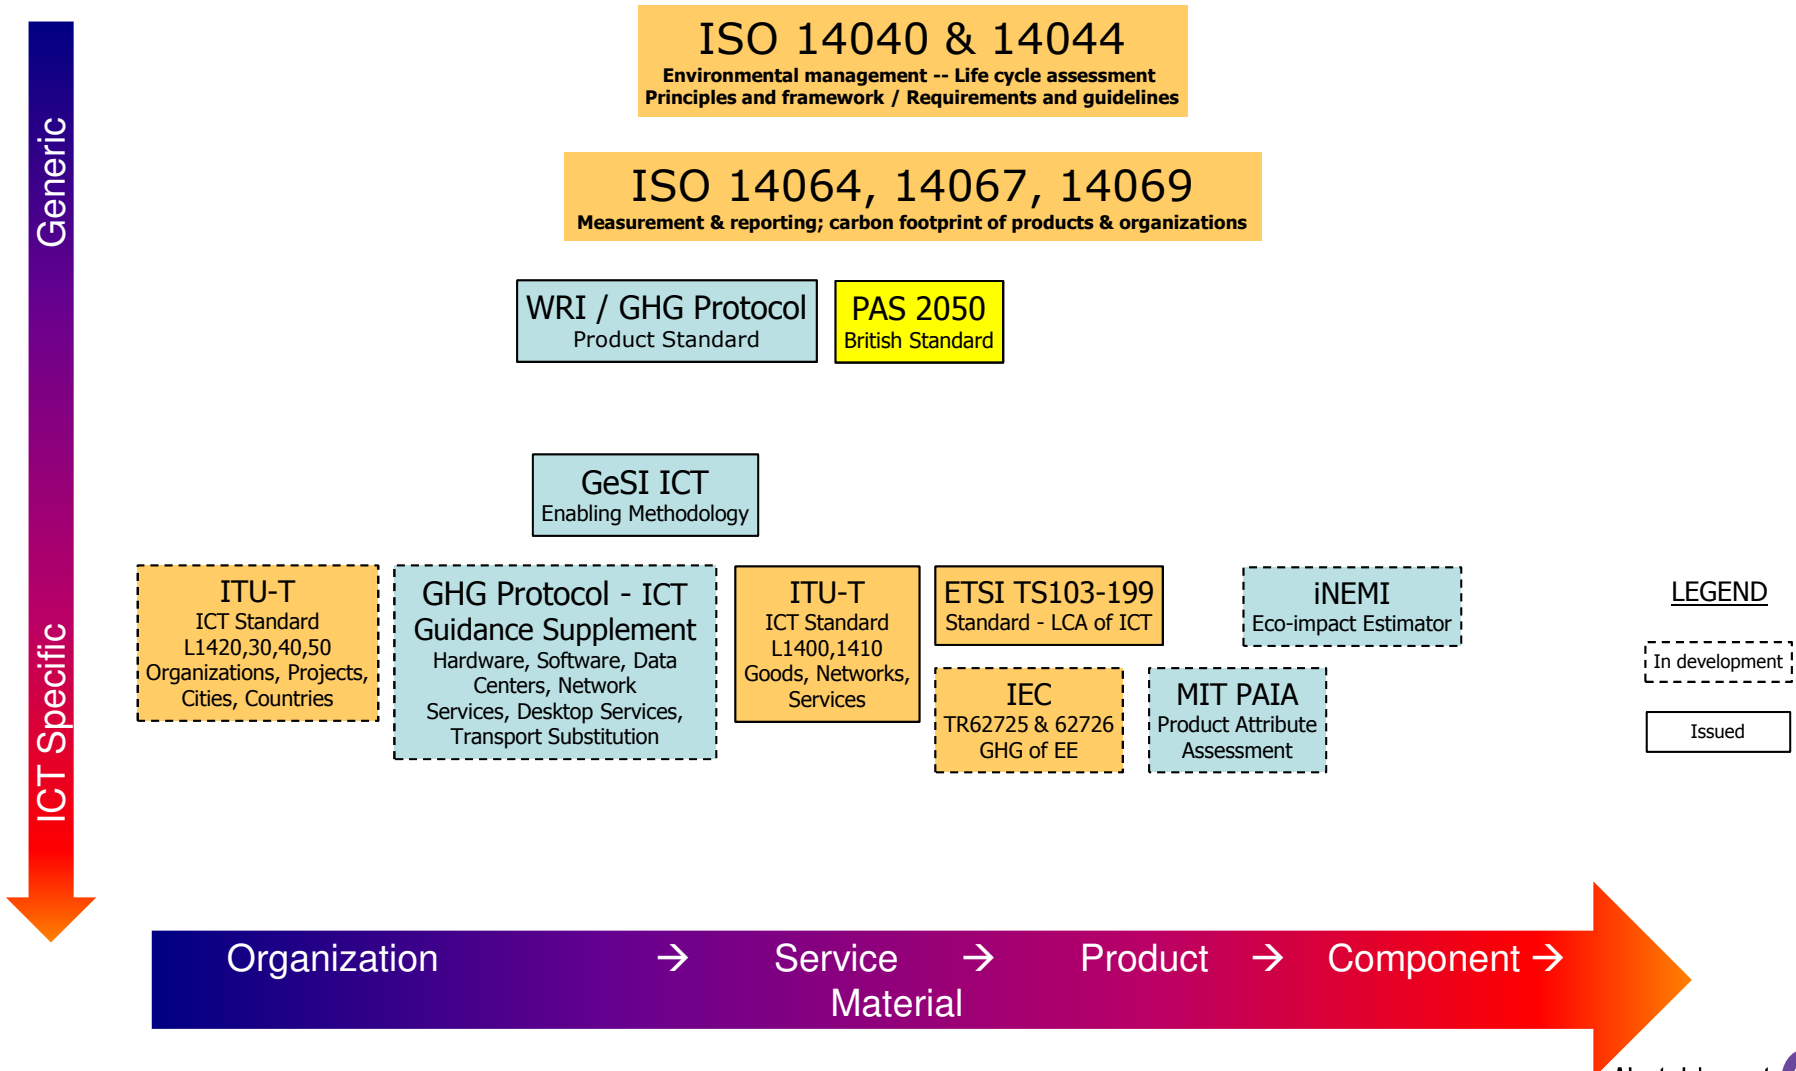 ISO 14040 & 14044
Environmental management -- Life cycle assessment
Principles and framework / Requirements and guidelines
Generic
ISO 14064, 14067, 14069
Measurement & reporting; carbon footprint of products & organizations
WRI / GHG Protocol
Product Standard
PAS 2050
British Standard
GeSI ICT
Enabling Methodology
ICT Specific
ITU-T
ICT Standard
L1420,30,40,50
Organizations, Projects,
Cities, Countries
GHG Protocol - ICT
Guidance Supplement
Hardware, Software, Data
Centers, Network
Services, Desktop Services,
Transport Substitution
ITU-T
ICT Standard
L1400,1410
Goods, Networks,
Services
ETSI TS103-199
Standard - LCA of ICT
IEC
TR62725 & 62726
GHG of EE
iNEMI
Eco-impact Estimator
MIT PAIA
Product Attribute
Assessment
LEGEND
In development
Issued
Organization → Service → Product → Component →
Material